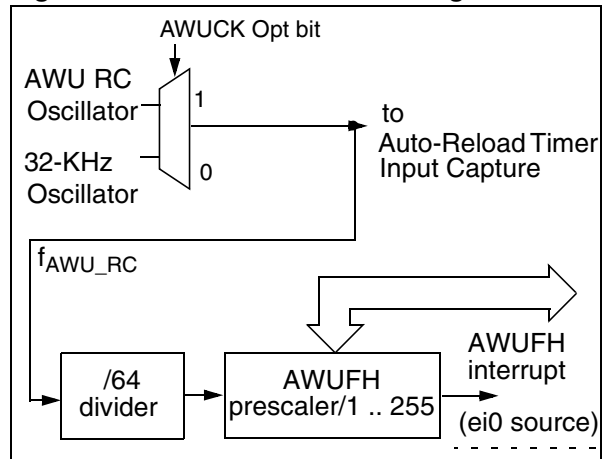 AWUCK Opt bit
AWU RC
Oscillator
1
32-KHz
Oscillator
0
to
Auto-Reload Timer
Input Capture
fAWU_RC
/64
divider
AWUFH
prescaler/1 .. 255
AWUFH
interrupt
(ei0 source)